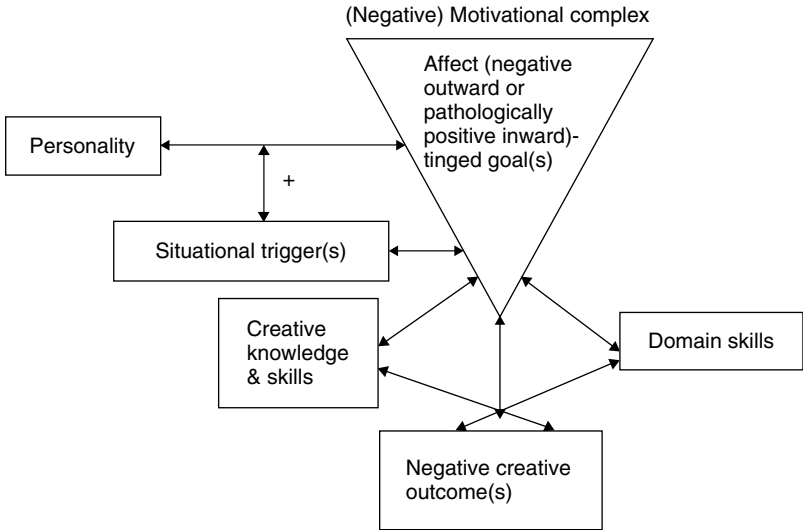 (Negative) Motivational complex
Affect (negative
outward or
pathologically
positive inward)-
tinged goal(s)
Personality
+
Situational trigger(s)
Creative
knowledge
& skills
Domain skills
Negative creative
outcome(s)